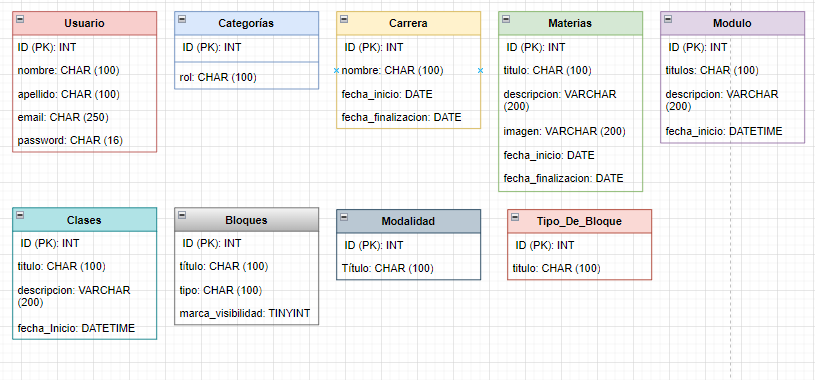 Usuario
ID (PK): INT
nombre: CHAR (100)
apellido: CHAR (100)
email: CHAR (250)
password: CHAR (16)
Categorías
ID (PK): INT
rol: CHAR (100)
Carrera
ID (PK): INT
nombre: CHAR (100)
fecha_inicio: DATE
fecha_finalizacion: DATE
Materias
ID (PK): INT
titulo: CHAR (100)
descripcion: VARCHAR
(200)
imagen: VARCHAR (200)
fecha_inicio: DATE
fecha_finalizacion: DATE
Modulo
ID (PK): INT
titulos: CHAR (100)
descripcion: VARCHAR
(200)
fecha_inicio: DATETIME
Clases
ID (PK): INT
titulo: CHAR (100)
descripcion: VARCHAR
(200)
fecha_Inicio: DATETIME
Bloques
ID (PK): INT
título: CHAR (100)
tipo: CHAR (100)
marca_visibilidad: TINYINT
Modalidad
ID (PK): INT
Título: CHAR (100)
Tipo_De_Bloque
ID (PK): INT
titulo: CHAR (100)